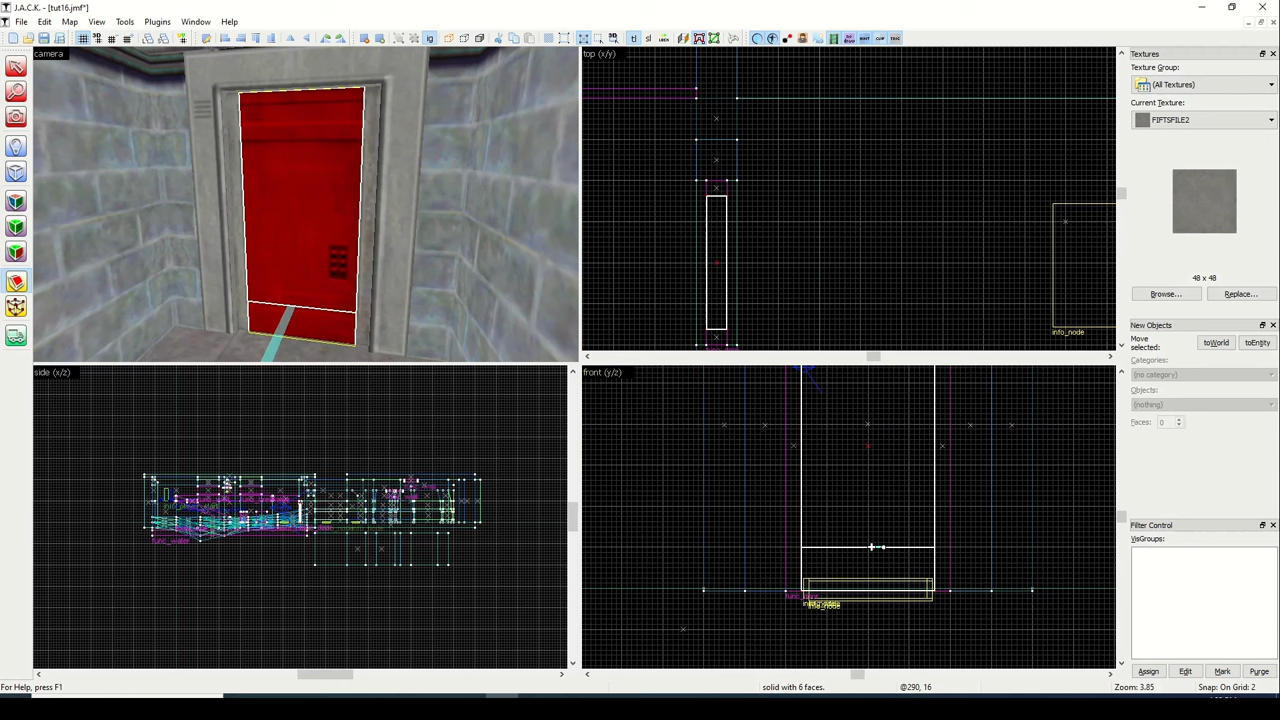 J.A.C.K. - [tut16.jmf*]
File Edit Map View Tools Plugins Window Help
camera
top (x/y)
info_node
side (x/z)
func_water
front (y/z)
Textures
Texture Group:
(All Textures)
Current Texture:
FIFTSFILE2
48 x 48
Browse...
Replace...
New Objects
Move selected:
toWorld
toEntity
Categories:
(no category)
Objects:
(nothing)
Faces: 0
Filter Control
VisGroups:
Assign
Edit
Mark
Purge
For Help, press F1
solid with 6 faces.
@290, 16
Zoom: 3.85
Snap: On Grid: 2